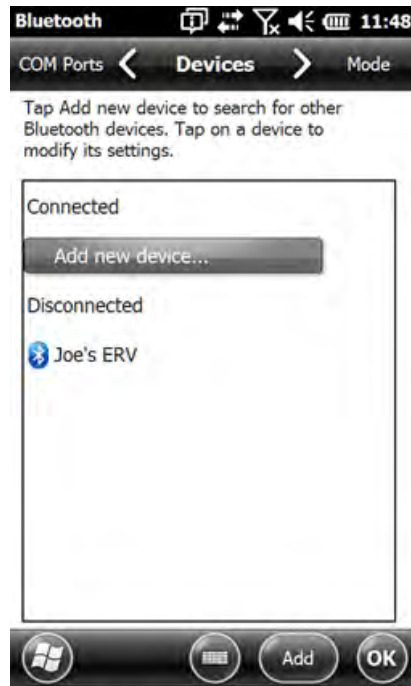 Bluetooth 11:48
COM Ports Devices Mode
Tap Add new device to search for other
Bluetooth devices. Tap on a device to
modify its settings.
Connected
Add new device...
Disconnected
Joe's ERV
Add OK